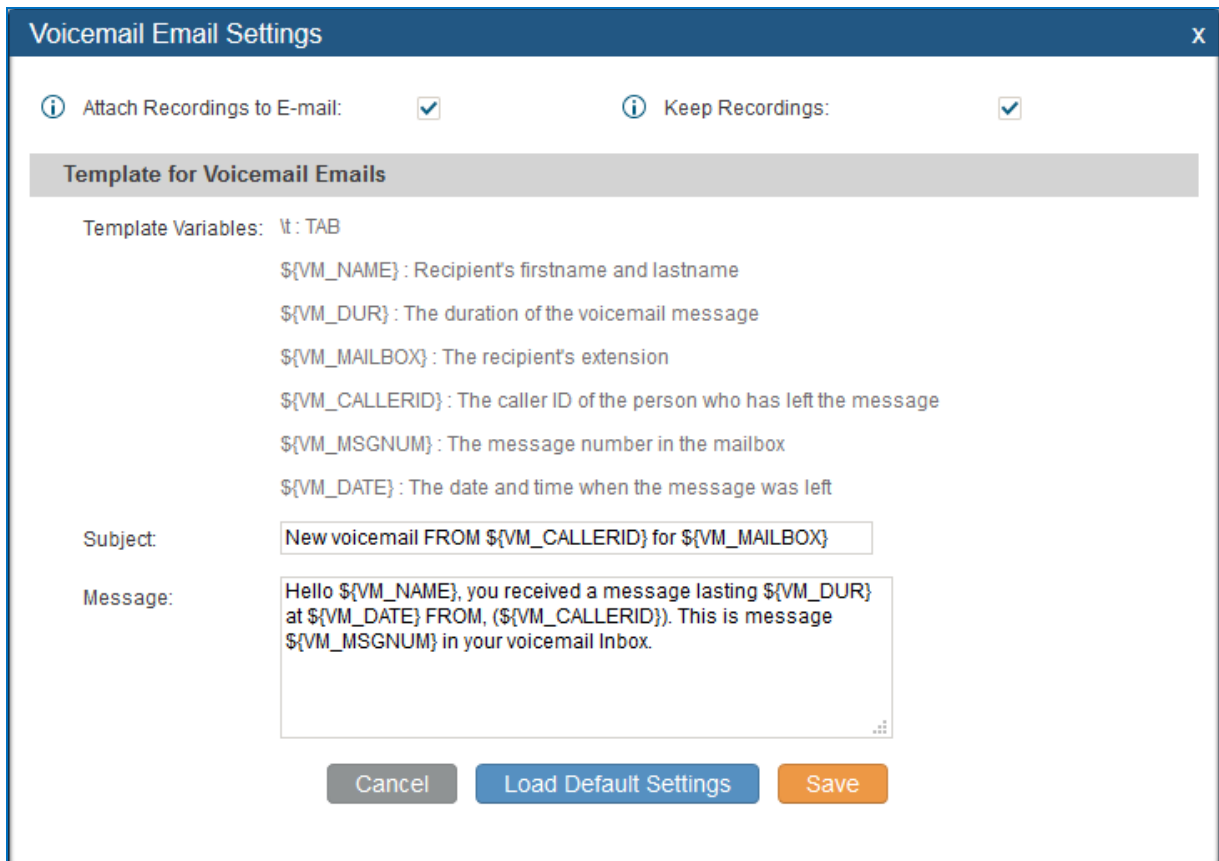 Voicemail Email Settings x
Attach Recordings to E-mail: Keep Recordings:
Template for Voicemail Emails
Template Variables: \t : TAB
${VM_NAME} : Recipient's firstname and lastname
${VM_DUR} : The duration of the voicemail message
${VM_MAILBOX} : The recipient's extension
${VM_CALLERID} : The caller ID of the person who has left the message
${VM_MSGNUM} : The message number in the mailbox
${VM_DATE} : The date and time when the message was left
Subject: New voicemail FROM ${VM_CALLERID} for ${VM_MAILBOX}
Message: Hello ${VM_NAME}, you received a message lasting ${VM_DUR}
at ${VM_DATE} FROM, (${VM_CALLERID}). This is message
${VM_MSGNUM} in your voicemail Inbox.
Cancel Load Default Settings Save